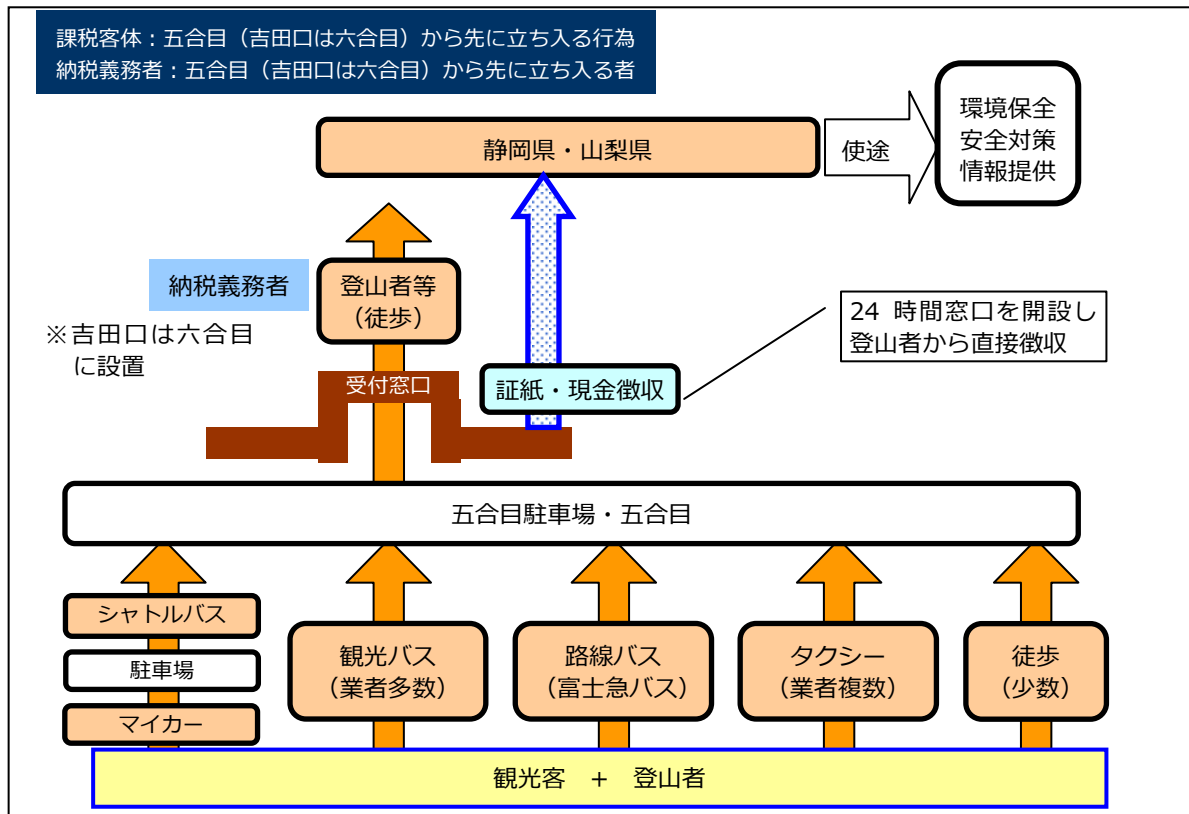 課税客体：五合目（吉田口は六合目）から先に立ち入る行為
納税義務者：五合目（吉田口は六合目）から先に立ち入る者
静岡県・山梨県
使途
環境保全
安全対策
情報提供
納税義務者
登山者等
（徒歩）
※吉田口は六合目
に設置
24 時間窓口を開設し
登山者から直接徴収
受付窓口
証紙・現金徴収
五合目駐車場・五合目
シャトルバス
駐車場
マイカー
観光バス
（業者多数）
路線バス
（富士急バス）
タクシー
（業者複数）
徒歩
（少数）
観光客 ＋ 登山者